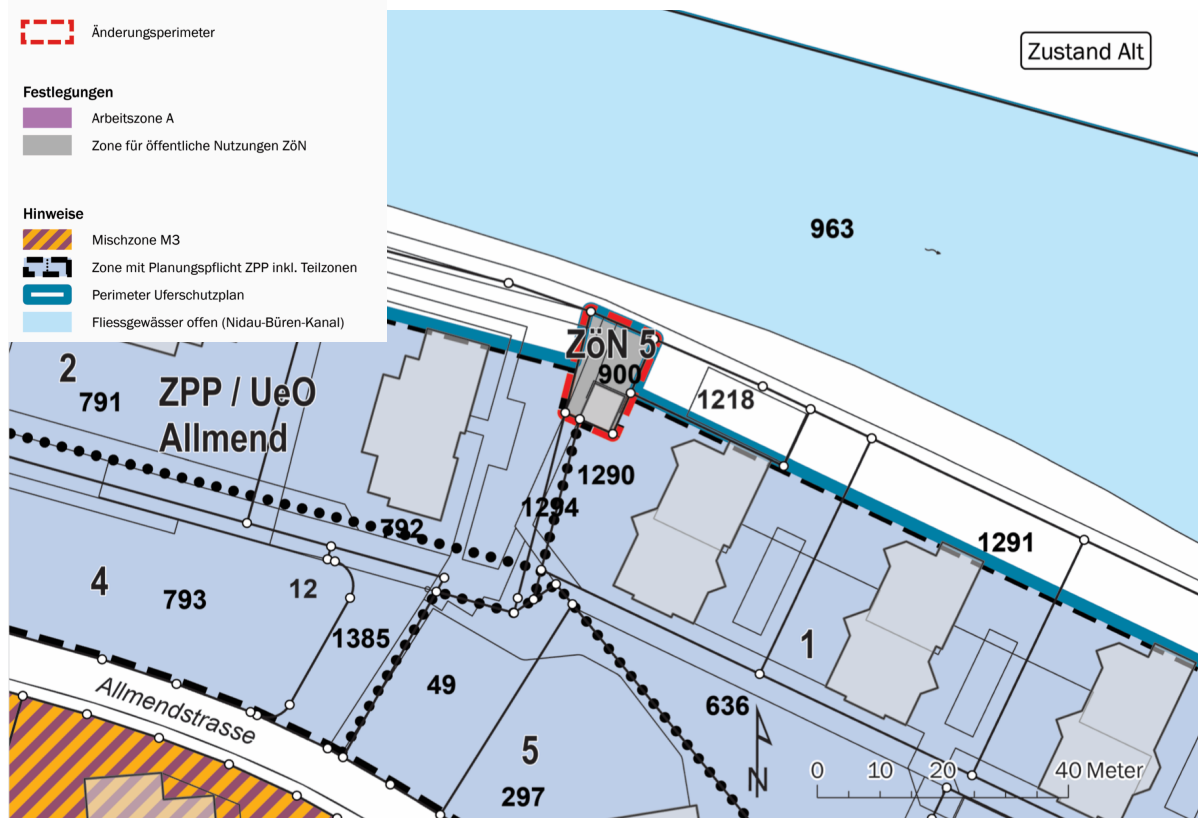 Änderungsperimeter
Zustand Alt
Festlegungen
Arbeitszone A
Zone für öffentliche Nutzungen ZöN
Hinweise
Mischzone M3
Zone mit Planungspflicht ZPP inkl. Teilzonen
Perimeter Uferschutzplan
Fliessgewässer offen (Nidau-Büren-Kanal)
963
ZöN 5
900
2
791
ZPP / UeO
Allmend
1218
1290
1294
792
1291
4
793
12
1385
1
49
636
Allmendstrasse
5
297
N
0 10 20 40 Meter